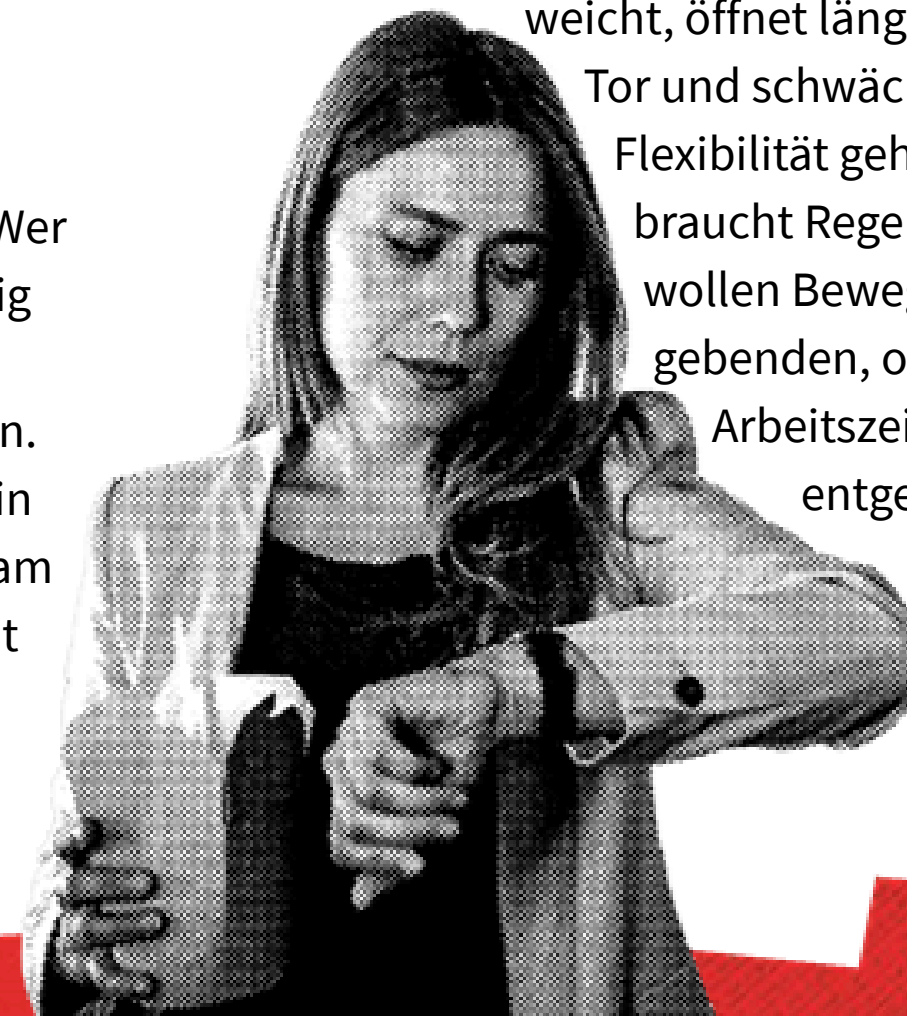 Wer
ig
n.
in
am
t
weicht, öffnet läng
Tor und schwäc
Flexibilität geh
braucht Rege
wollen Beweg
gebenden, o
Arbeitszei
entge